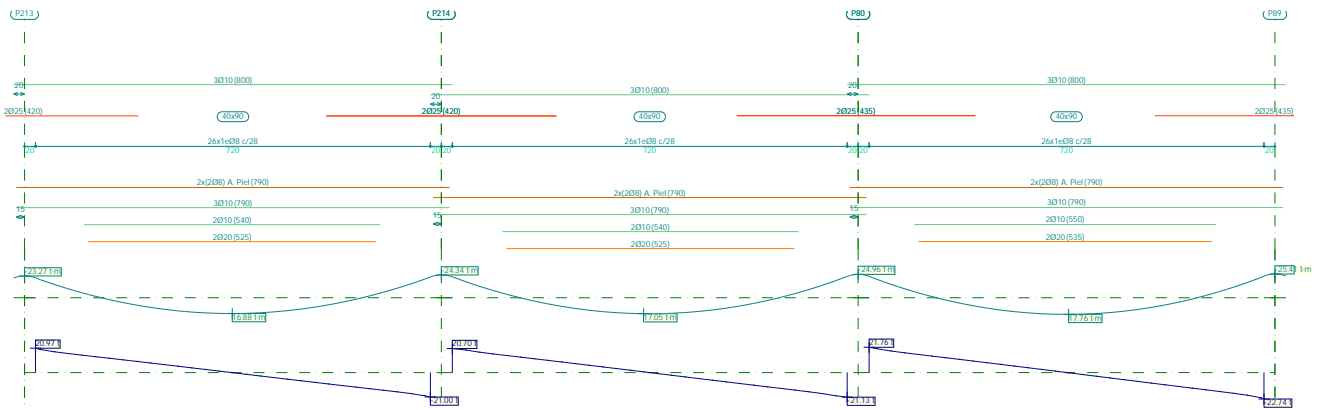 P213 P214 P80 P89
3Ø10 (800) 3Ø10 (800)
20 20
3Ø10 (800)
20
2Ø25 (420) 40x90 2Ø25 (420) 40x90 2Ø25 (435) 40x90 2Ø25 (435)
26x1eØ8 c/28 26x1eØ8 c/28 26x1eØ8 c/28
20 720 20 20 720 20 20 720 20
2x(2Ø8) A. Piel (790) 2x(2Ø8) A. Piel (790)
2x(2Ø8) A. Piel (790)
3Ø10 (790) 3Ø10 (790)
15 3Ø10 (790) 15
15
2Ø10 (540) 2Ø10 (550)
2Ø10 (540)
2Ø20 (525) 2Ø20 (535)
2Ø20 (525)
-23.27 t·m -24.34 t·m -24.96 t·m -25.41 t·m
16.88 t·m 17.05 t·m 17.76 t·m
20.97 t 20.70 t 21.76 t
-21.00 t -21.13 t -22.74 t